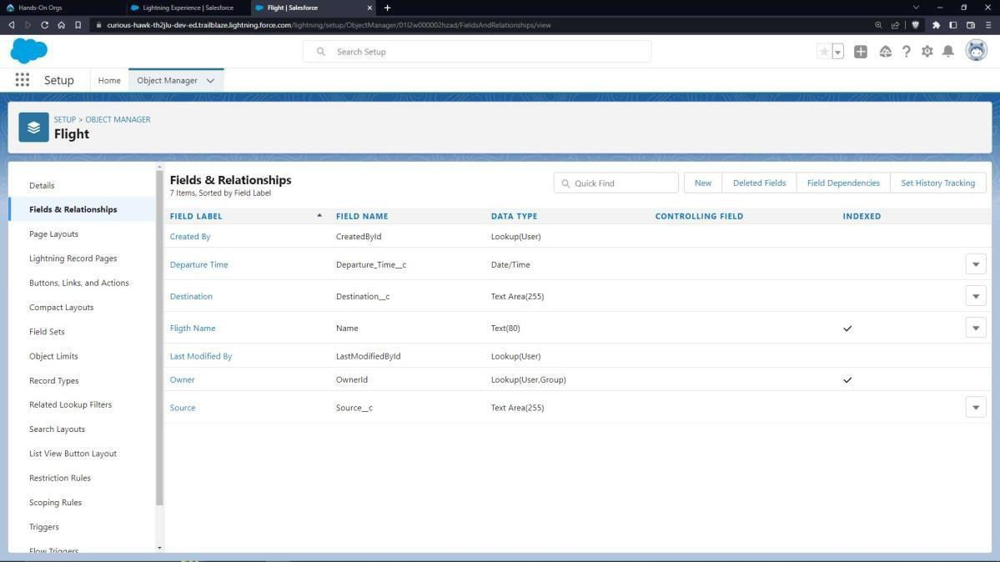 Hands-On Orgs
Lightning Experience | Salesforce
Flight | Salesforce
curious-hawk-th2jlu-dev-ed.trailblaze.lightning.force.com/lightning/setup/ObjectManager/01I2w000002hzad/FieldsAndRelationships/view
Search Setup
Setup
Home
Object Manager
SETUP > OBJECT MANAGER
Flight
Details
Fields & Relationships
Page Layouts
Lightning Record Pages
Buttons, Links, and Actions
Compact Layouts
Field Sets
Object Limits
Record Types
Related Lookup Filters
Search Layouts
List View Button Layout
Restriction Rules
Scoping Rules
Triggers
Flow Triggers
Fields & Relationships
7 Items, Sorted by Field Label
Quick Find
New
Deleted Fields
Field Dependencies
Set History Tracking
FIELD LABEL FIELD NAME DATA TYPE CONTROLLING FIELD INDEXED
Created By CreatedById Lookup(User)
Departure Time Departure_Time__c Date/Time
Destination Destination__c Text Area(255)
Fligth Name Name Text(80)
Last Modified By LastModifiedById Lookup(User)
Owner OwnerId Lookup(User,Group)
Source Source__c Text Area(255)